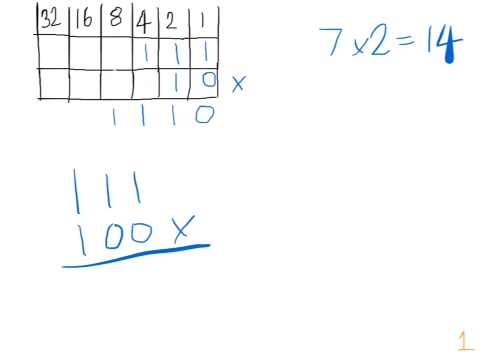 32 16 8 4 2 1
1 1 1
1 0 x
1 1 1 0
7 x 2 = 14
1 1 1
1 0 0 x
1